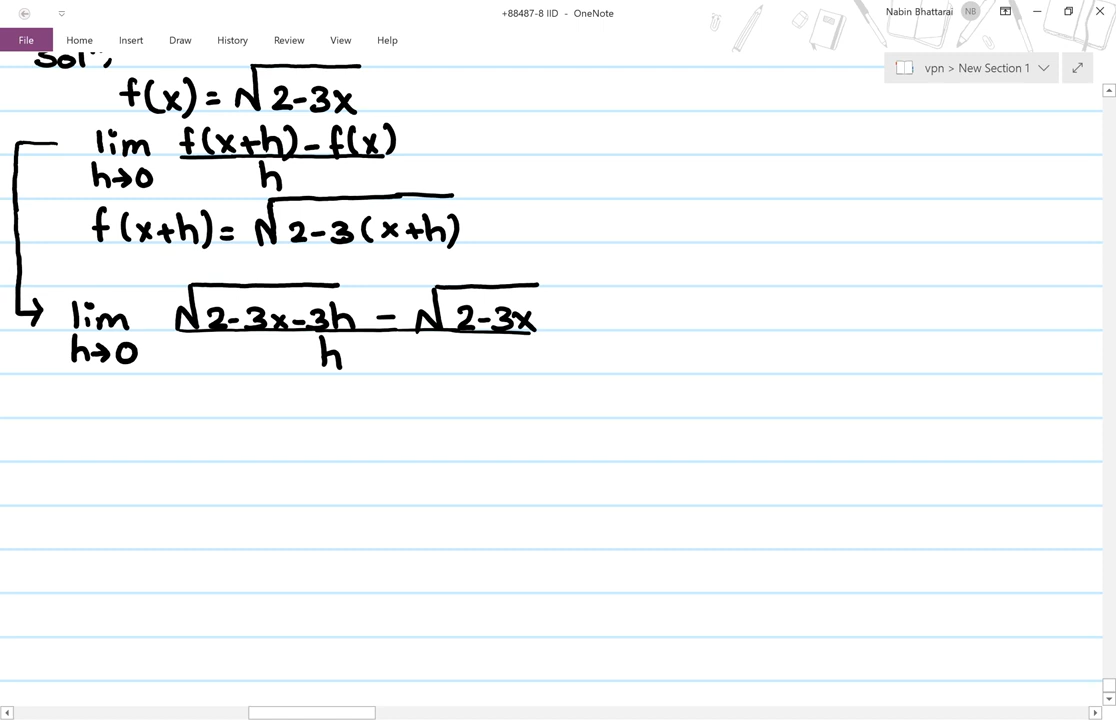 +88487-8 IID - OneNote
Nabin Bhattarai NB
File Home Insert Draw History Review View Help
vpn > New Section 1
f(x) = √2-3x
lim f(x+h) - f(x)
h→0 h
f(x+h) = √2-3(x+h)
lim √2-3x-3h - √2-3x
h→0 h